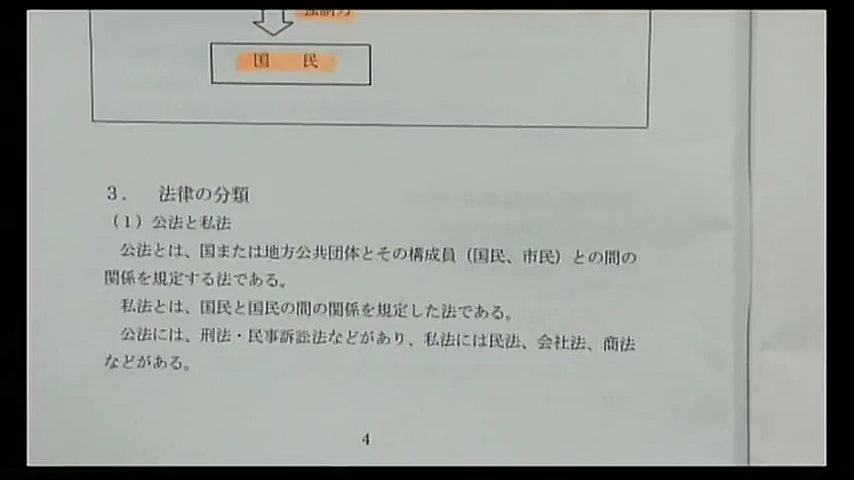 国　民
３．　法律の分類
（１）公法と私法
公法とは、国または地方公共団体とその構成員（国民、市民）との間の
関係を規定する法である。
私法とは、国民と国民の間の関係を規定した法である。
公法には、刑法・民事訴訟法などがあり、私法には民法、会社法、商法
などがある。
4